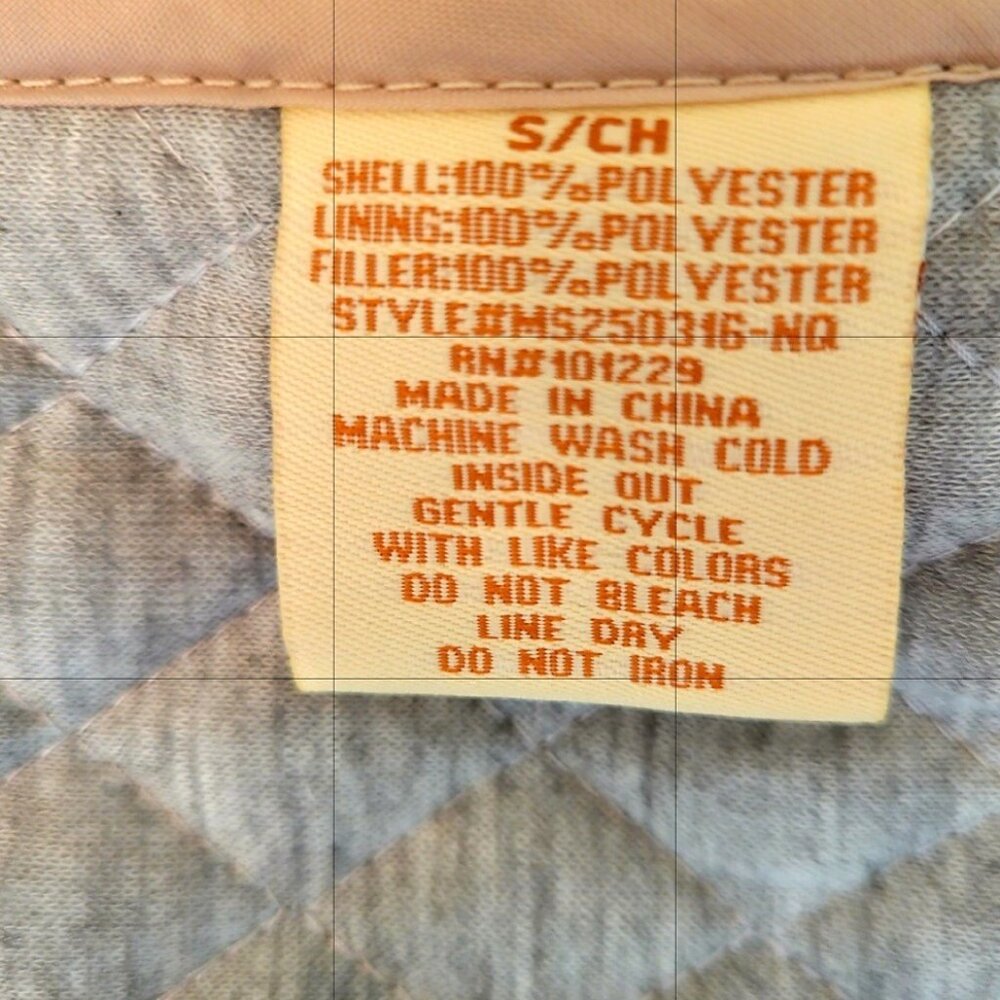 S/CH
SHELL:100%POLYESTER
LINING:100%POLYESTER
FILLER:100%POLYESTER
STYLE#MS250316-NQ
RN#101229
MADE IN CHINA
MACHINE WASH COLD
INSIDE OUT
GENTLE CYCLE
WITH LIKE COLORS
DO NOT BLEACH
LINE DRY
DO NOT IRON